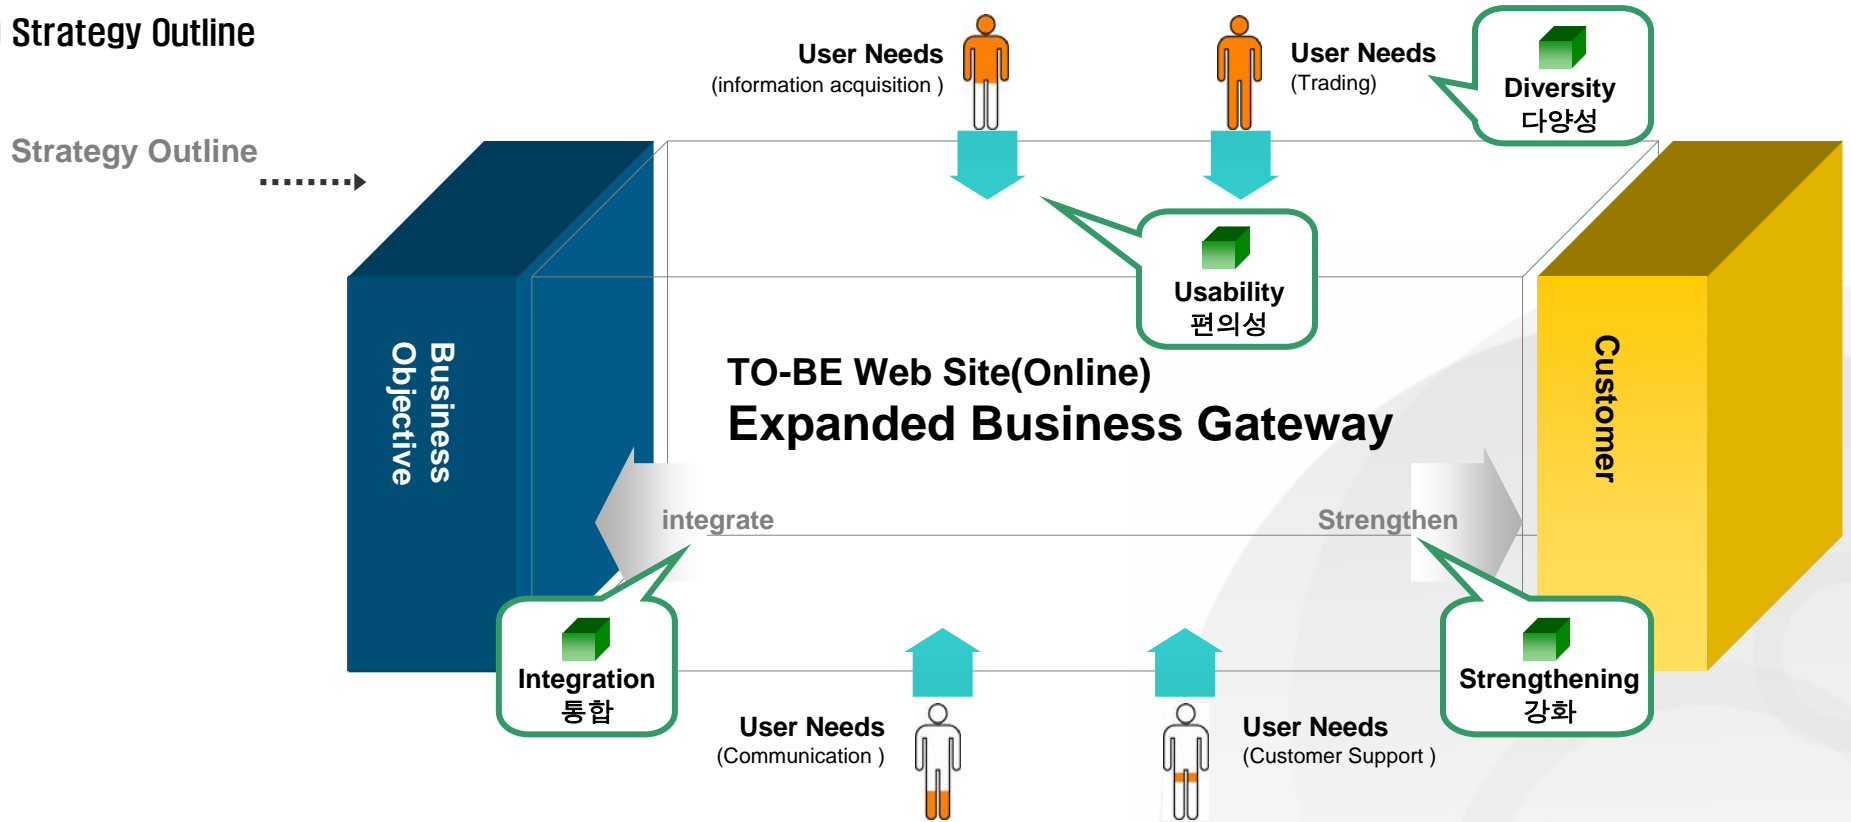 Strategy Outline
User Needs
(information acquisition )
User Needs
(Trading)
Diversity
다양성
Strategy Outline
Usability
편의성
Business
Objective
TO-BE Web Site(Online)
Expanded Business Gateway
Customer
integrate
Strengthen
Integration
통합
Strengthening
강화
User Needs
(Communication )
User Needs
(Customer Support )